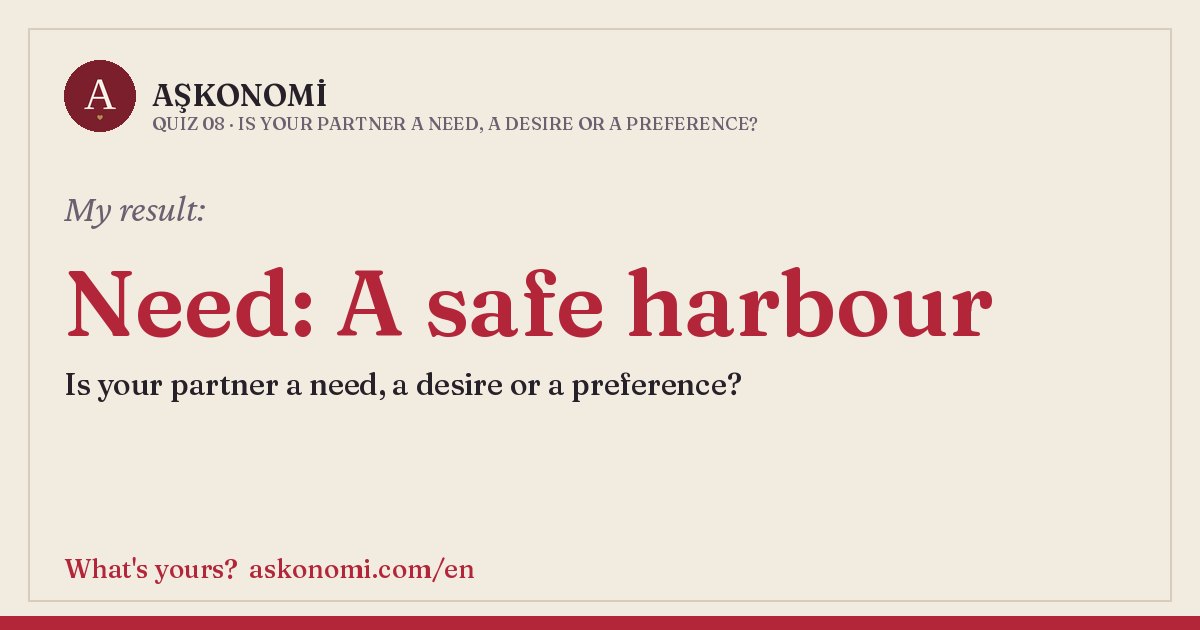 A
AŞKONOMİ
QUIZ 08 · IS YOUR PARTNER A NEED, A DESIRE OR A PREFERENCE?
My result:
Need: A safe harbour
Is your partner a need, a desire or a preference?
What's yours? askonomi.com/en